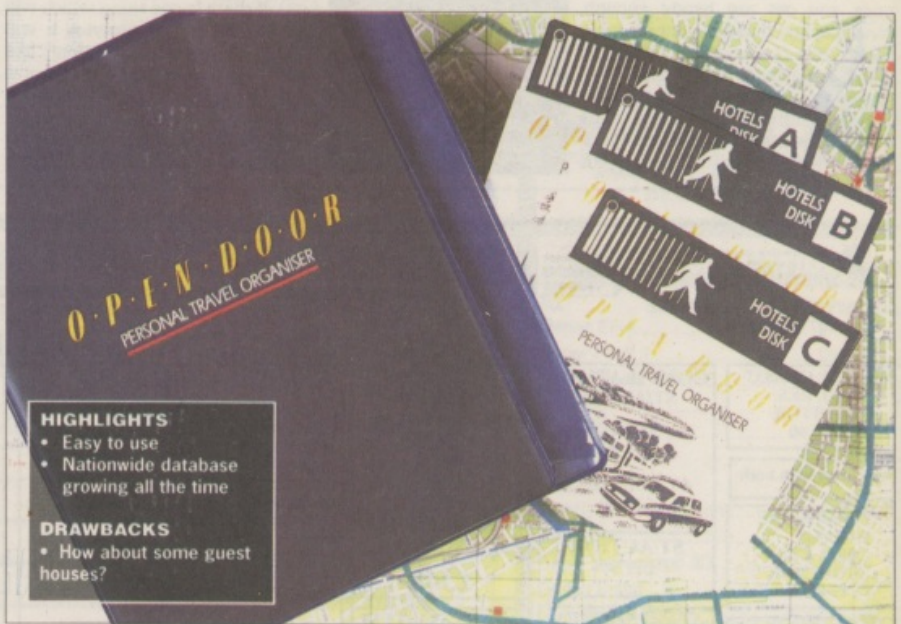 O·P·E·N·D·O·O·R
PERSONAL TRAVEL ORGANISER
HOTELS
DISK A
HOTELS
DISK B
HOTELS
DISK C
PERSONAL TRAVEL ORGANISER
HIGHLIGHTS
• Easy to use
• Nationwide database
growing all the time
DRAWBACKS
• How about some guest
houses?